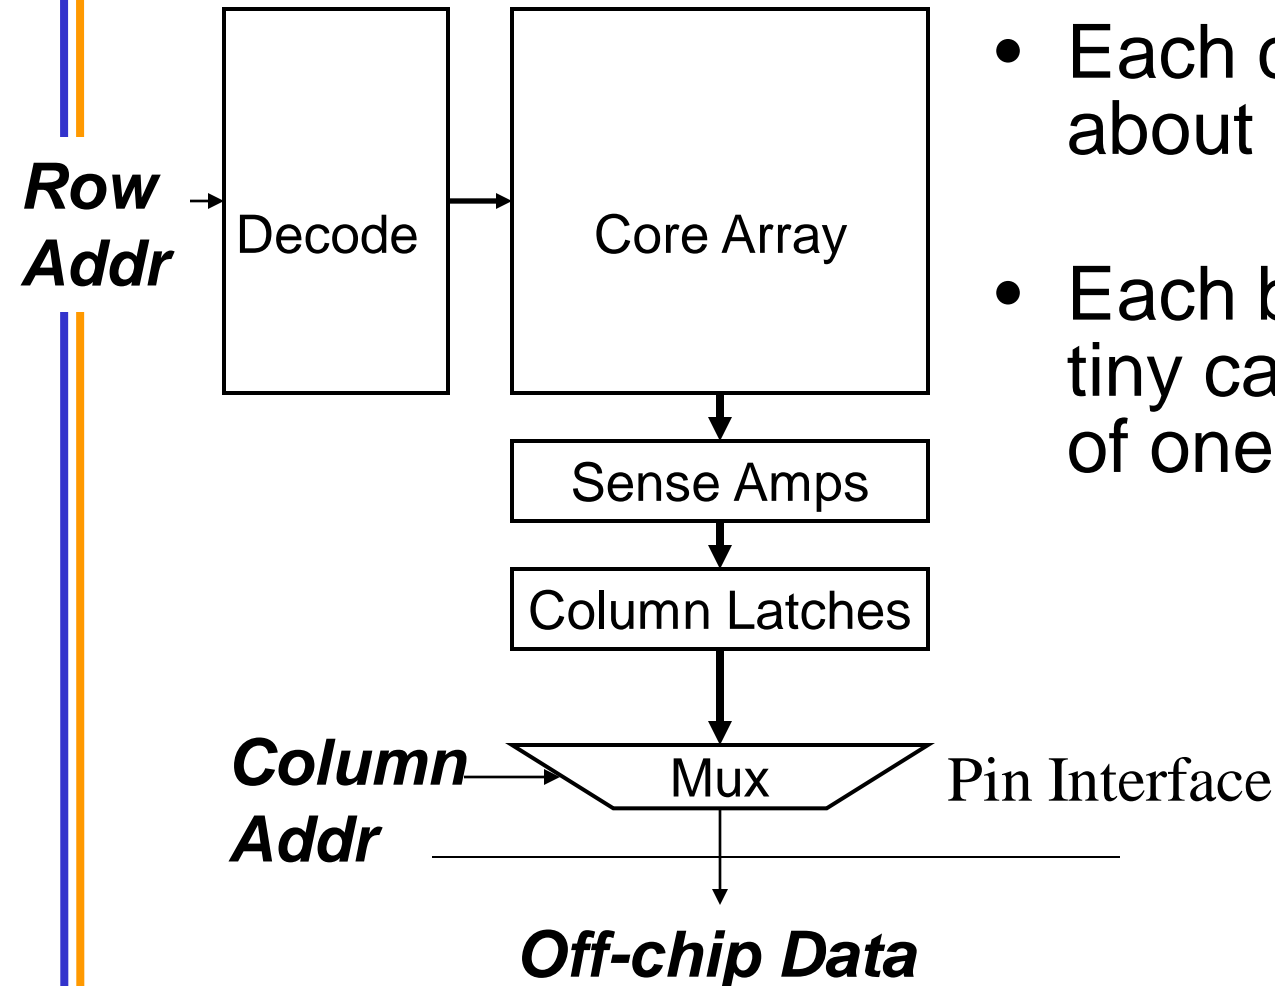 Row
Addr
Decode
Core Array
Sense Amps
Column Latches
Column
Addr
Mux
Pin Interface
Off-chip Data
• Each
about
• Each
tiny
of one